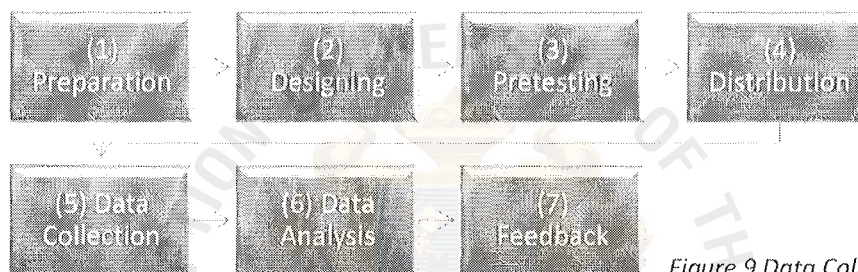 (1)
Preparation
(2)
Designing
(3)
Pretesting
(4)
Distribution
(5) Data
Collection
(6) Data
Analysis
(7)
Feedback
Figure 9 Data Col